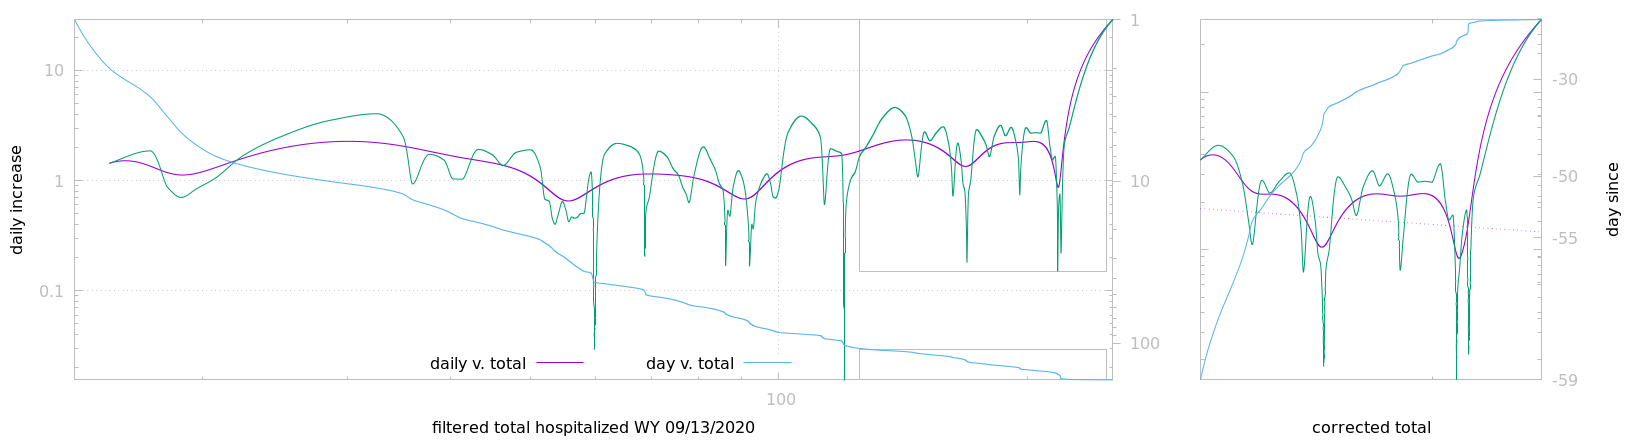 daily increase
10
1
0.1
1
10
100
daily v. total
day v. total
100
filtered total hospitalized WY 09/13/2020
-30
-50
-55
-59
day since
corrected total